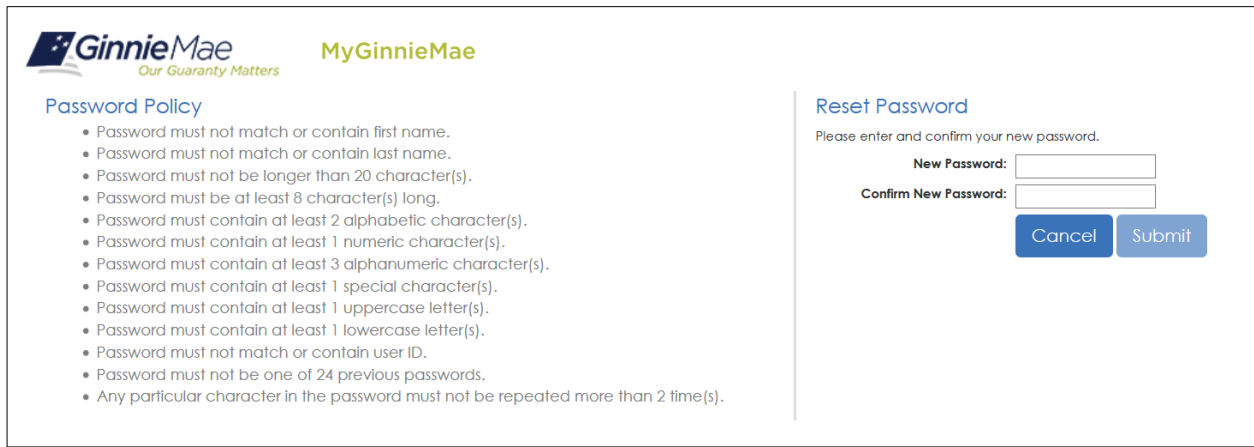 GinnieMae
Our Guaranty Matters
MyGinnieMae
Password Policy
• Password must not match or contain first name.
• Password must not match or contain last name.
• Password must not be longer than 20 character(s).
• Password must be at least 8 character(s) long.
• Password must contain at least 2 alphabetic character(s).
• Password must contain at least 1 numeric character(s).
• Password must contain at least 3 alphanumeric character(s).
• Password must contain at least 1 special character(s).
• Password must contain at least 1 uppercase letter(s).
• Password must contain at least 1 lowercase letter(s).
• Password must not match or contain user ID.
• Password must not be one of 24 previous passwords.
• Any particular character in the password must not be repeated more than 2 time(s).
Reset Password
Please enter and confirm your new password.
New Password:
Confirm New Password:
Cancel Submit